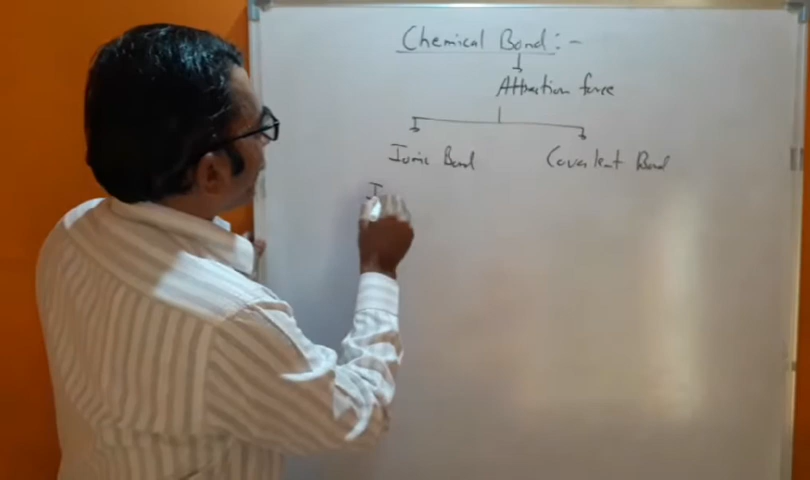 Chemical Bond :-
Attraction force
Ionic Bond Covalent Bond
I